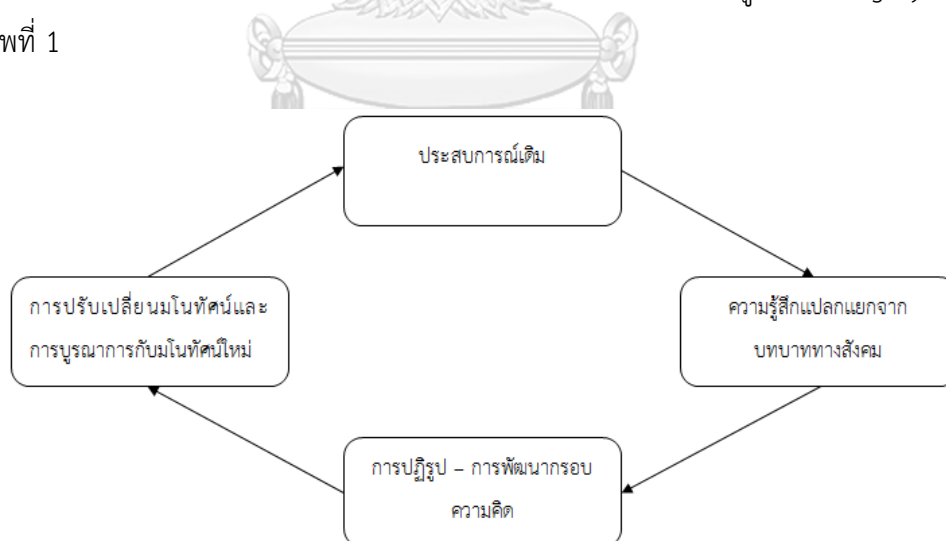 พที่ 1
ประสบการณ์เดิม
การปรับเปลี่ยนมโนทัศน์และ
การบูรณาการกับมโนทัศน์ใหม่
ความรู้สึกแปลกแยกจาก
บทบาททางสังคม
การปฏิรูป – การพัฒนากรอบ
ความคิด